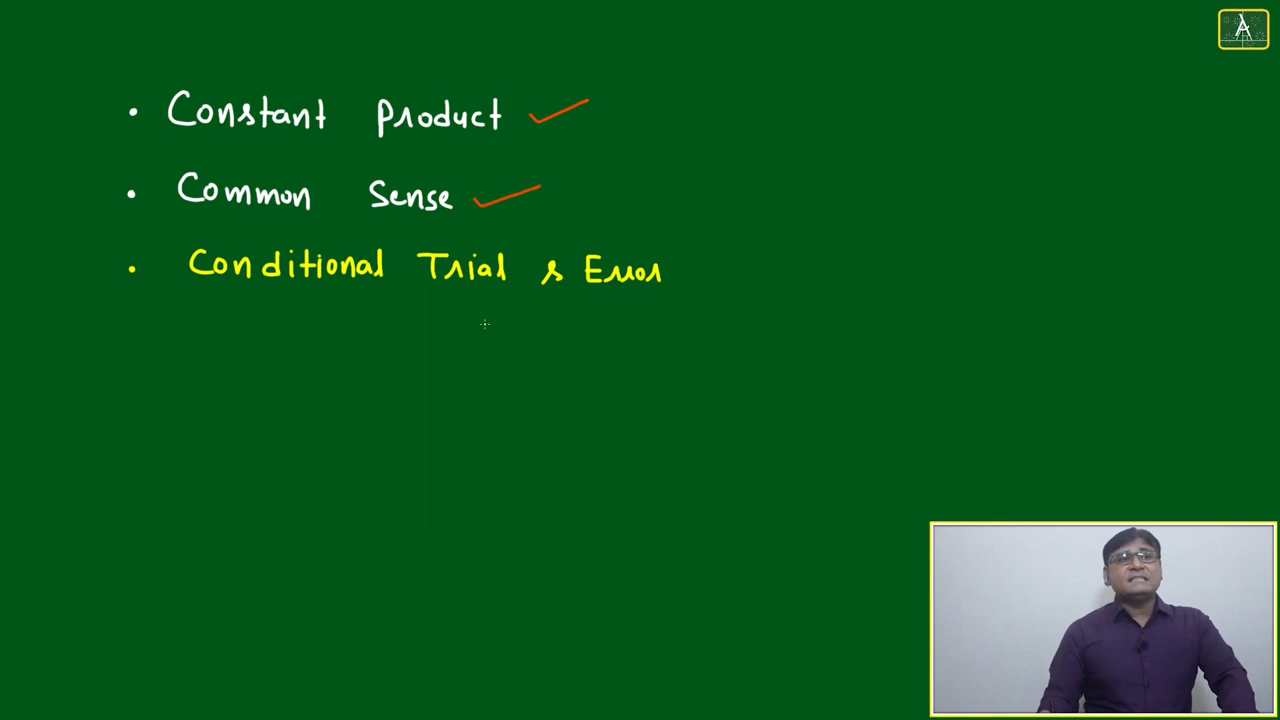 • Constant Product ✓
• Common Sense ✓
• Conditional Trial & Error